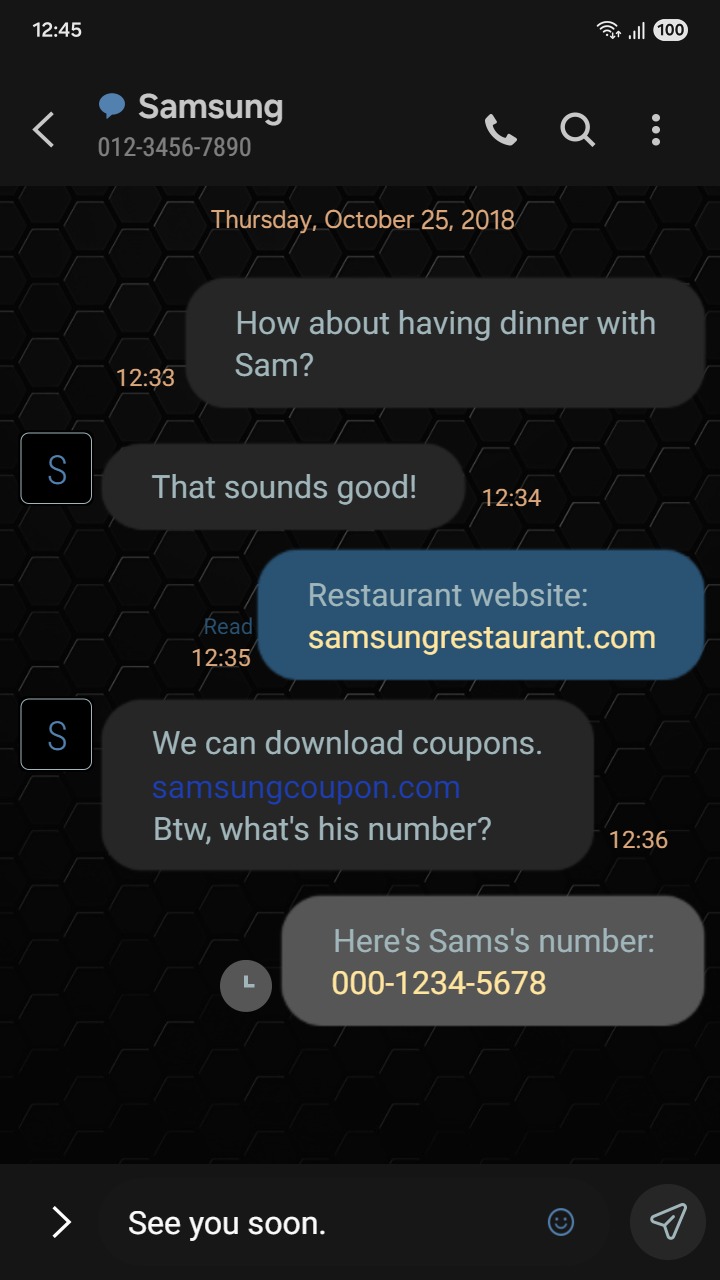 12:45
100
Samsung
012-3456-7890
Thursday, October 25, 2018
How about having dinner with
Sam?
12:33
S
That sounds good!
12:34
Restaurant website:
samsungrestaurant.com
Read
12:35
S
We can download coupons.
samsungcoupon.com
Btw, what's his number?
12:36
Here's Sams's number:
000-1234-5678
See you soon.